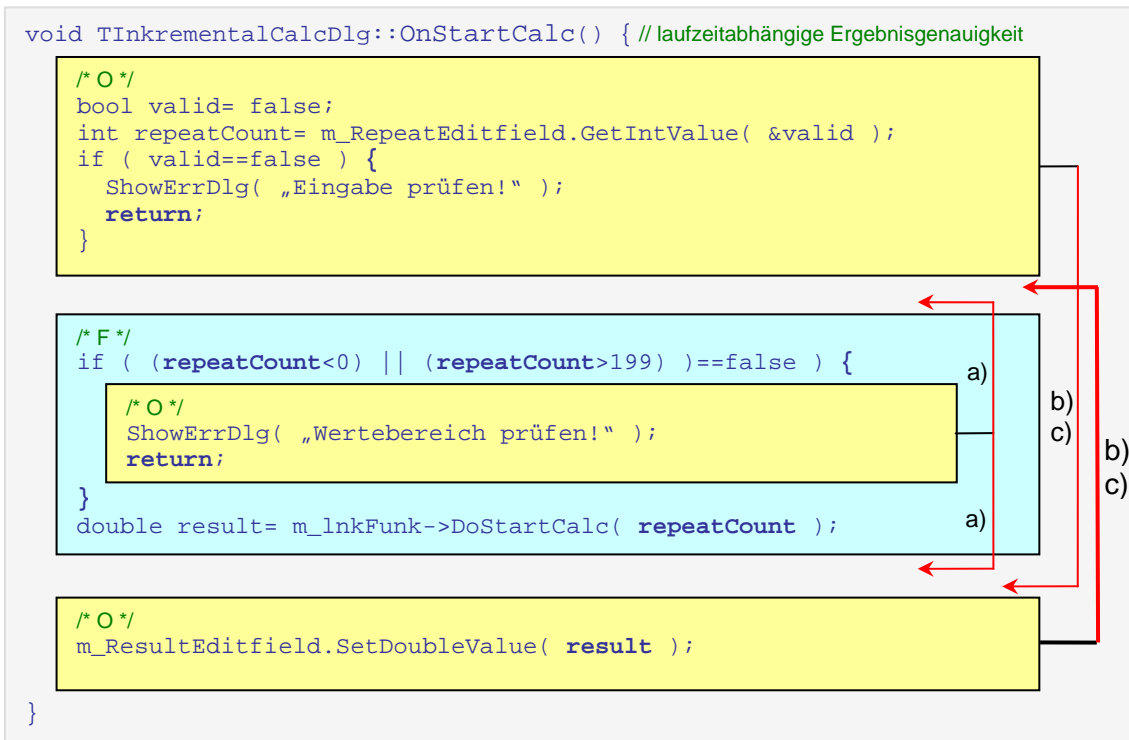 void TInkrementalCalcDlg::OnStartCalc() { // laufzeitabhängige Ergebnisgenauigkeit
/* O */
bool valid= false;
int repeatCount= m_RepeatEditfield.GetIntValue( &valid );
if ( valid==false ) {
ShowErrDlg( „Eingabe prüfen!“ );
return;
}
/* F */
if ( (repeatCount<0) || (repeatCount>199) )==false ) {
a)
/* O */
ShowErrDlg( „Wertebereich prüfen!“ );
return;
b)
c)
b)
c)
}
double result= m_lnkFunk->DoStartCalc( repeatCount );
a)
/* O */
m_ResultEditfield.SetDoubleValue( result );
}